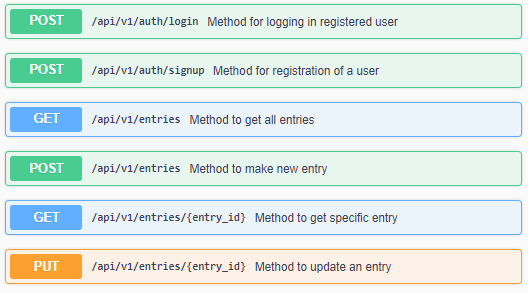 POST /api/v1/auth/login Method for logging in registered user
POST /api/v1/auth/signup Method for registration of a user
GET /api/v1/entries Method to get all entries
POST /api/v1/entries Method to make new entry
GET /api/v1/entries/{entry_id} Method to get specific entry
PUT /api/v1/entries/{entry_id} Method to update an entry